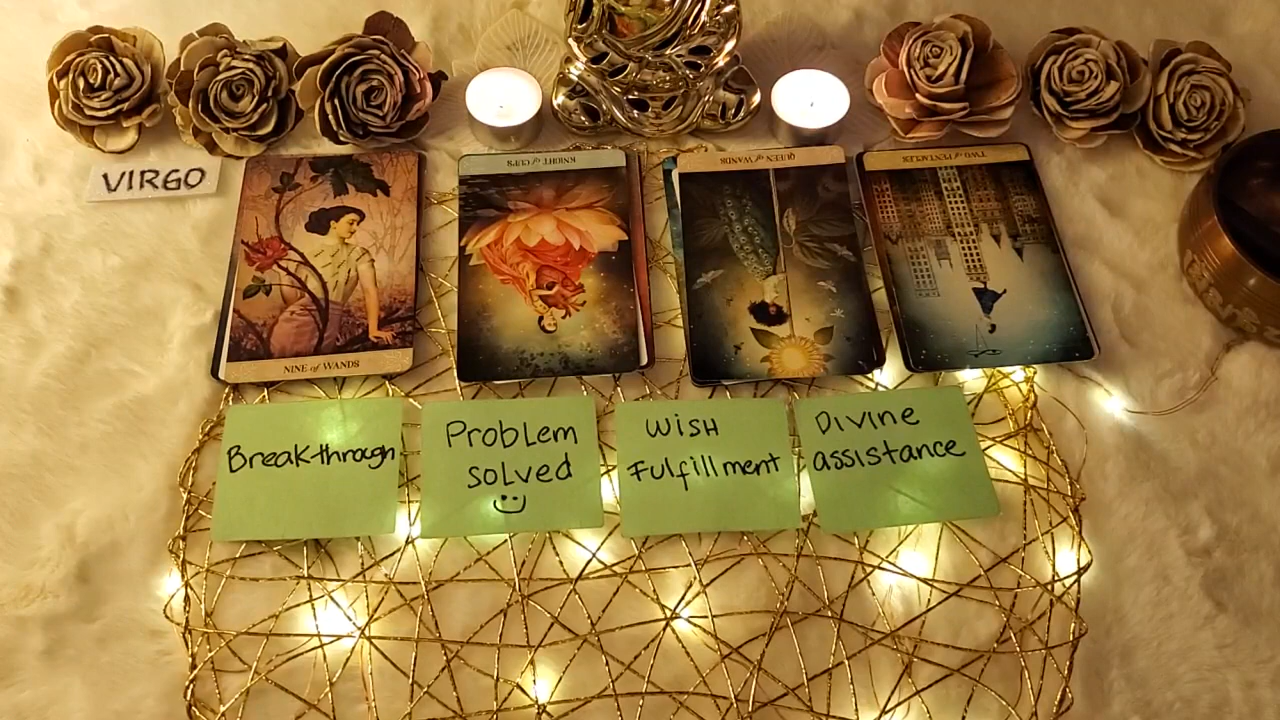 VIRGO
NINE of WANDS
KNIGHT of CUPS
QUEEN of WANDS
TWO of PENTACLES
Breakthrough
Problem
solved
Wish
Fulfillment
Divine
assistance